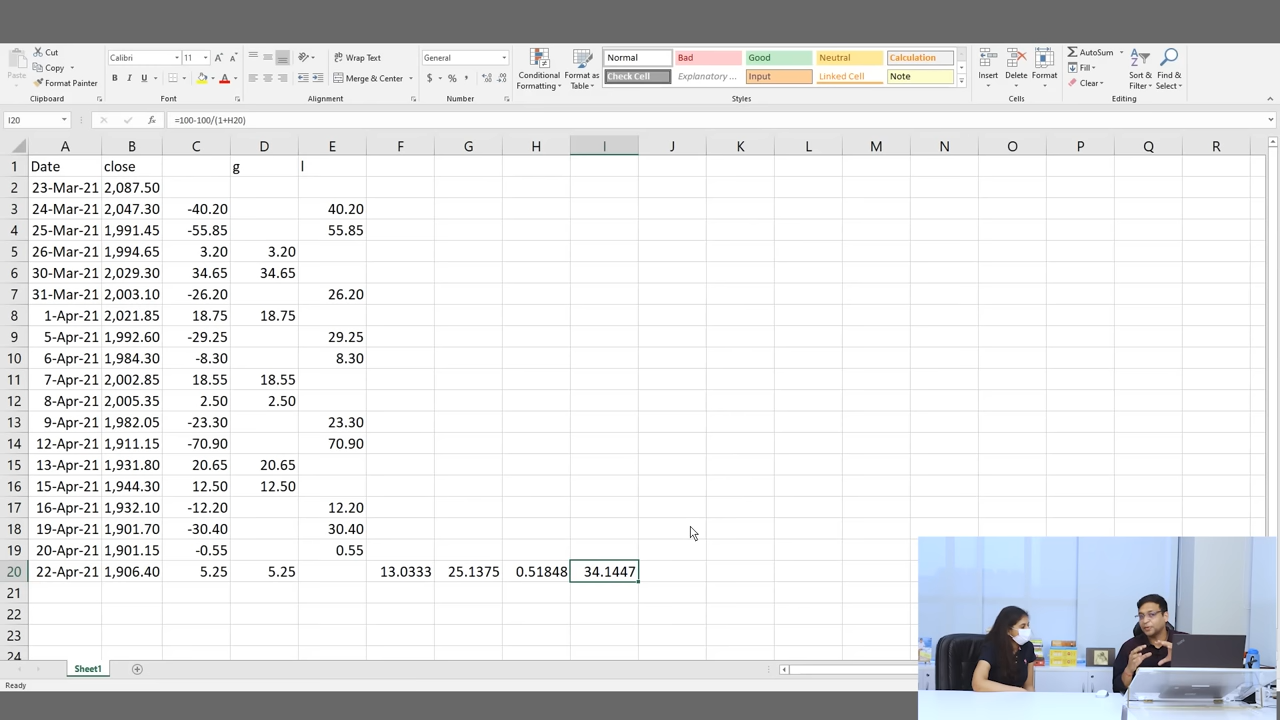 Cut
Copy
Format Painter
Paste
Clipboard
Calibri 11
B I U
Font
Wrap Text
Merge & Center
Alignment
General
$ % ,
Number
Conditional Formatting
Format as Table
Normal Bad Good Neutral Calculation
Check Cell Explanatory ... Input Linked Cell Note
Styles
Insert Delete Format
Cells
AutoSum
Fill
Clear
Sort & Filter
Find & Select
Editing
I20 fx =100-100/(1+H20)
A B C D E F G H I J K L M N O P Q R
1 Date close g l
2 23-Mar-21 2,087.50
3 24-Mar-21 2,047.30 -40.20 40.20
4 25-Mar-21 1,991.45 -55.85 55.85
5 26-Mar-21 1,994.65 3.20 3.20
6 30-Mar-21 2,029.30 34.65 34.65
7 31-Mar-21 2,003.10 -26.20 26.20
8 1-Apr-21 2,021.85 18.75 18.75
9 5-Apr-21 1,992.60 -29.25 29.25
10 6-Apr-21 1,984.30 -8.30 8.30
11 7-Apr-21 2,002.85 18.55 18.55
12 8-Apr-21 2,005.35 2.50 2.50
13 9-Apr-21 1,982.05 -23.30 23.30
14 12-Apr-21 1,911.15 -70.90 70.90
15 13-Apr-21 1,931.80 20.65 20.65
16 15-Apr-21 1,944.30 12.50 12.50
17 16-Apr-21 1,932.10 -12.20 12.20
18 19-Apr-21 1,901.70 -30.40 30.40
19 20-Apr-21 1,901.15 -0.55 0.55
20 22-Apr-21 1,906.40 5.25 5.25 13.0333 25.1375 0.51848 34.1447
21
22
23
24
Sheet1
Ready